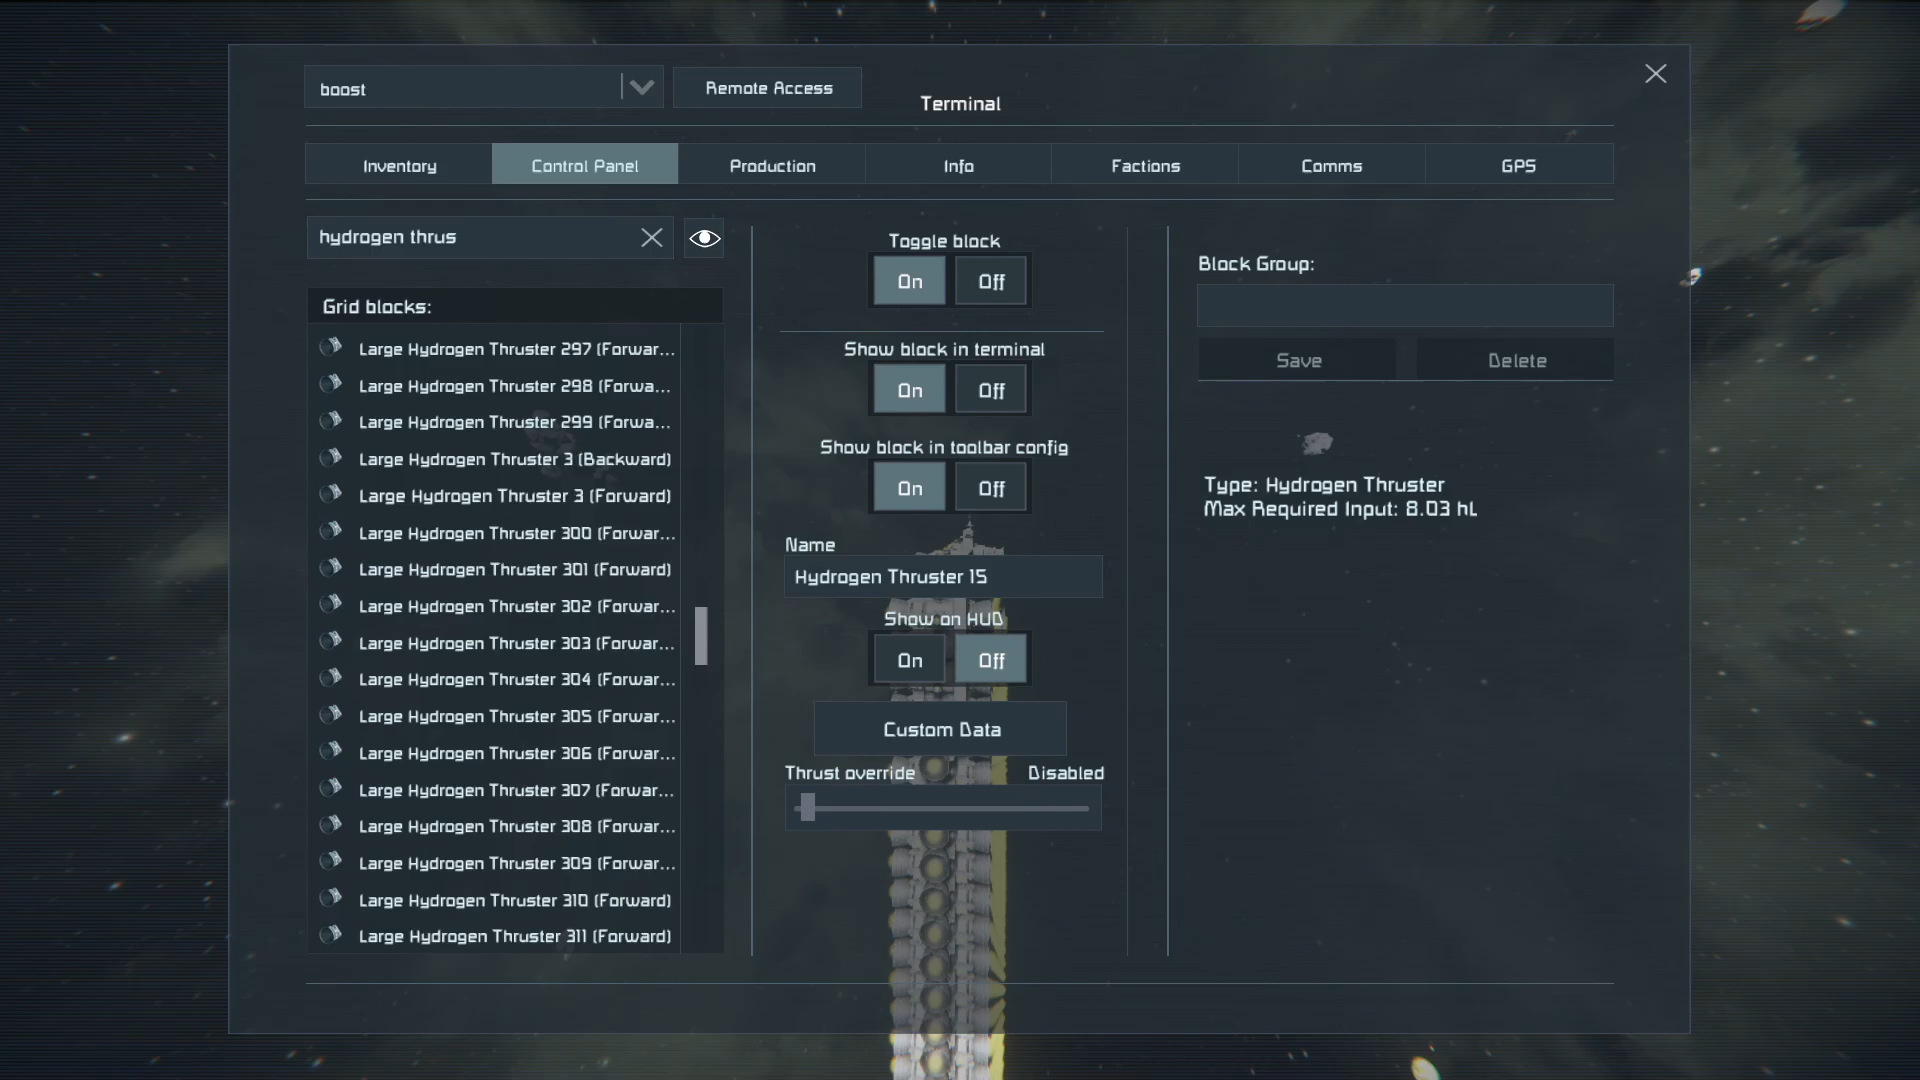 boost
Remote Access
Terminal
Inventory
Control Panel
Production
Info
Factions
Comms
GPS
hydrogen thrus
Grid blocks:
Large Hydrogen Thruster 297 (Forwar...
Large Hydrogen Thruster 298 (Forwa...
Large Hydrogen Thruster 299 (Forwa...
Large Hydrogen Thruster 3 (Backward)
Large Hydrogen Thruster 3 (Forward)
Large Hydrogen Thruster 300 (Forwar...
Large Hydrogen Thruster 301 (Forward)
Large Hydrogen Thruster 302 (Forwar...
Large Hydrogen Thruster 303 (Forwar...
Large Hydrogen Thruster 304 (Forwar...
Large Hydrogen Thruster 305 (Forwar...
Large Hydrogen Thruster 306 (Forwar...
Large Hydrogen Thruster 307 (Forwar...
Large Hydrogen Thruster 308 (Forwar...
Large Hydrogen Thruster 309 (Forwar...
Large Hydrogen Thruster 310 (Forward)
Large Hydrogen Thruster 311 (Forward)
Toggle block
On Off
Show block in terminal
On Off
Show block in toolbar config
On Off
Name
Hydrogen Thruster 15
Show on HUD
On Off
Custom Data
Thrust override Disabled
Block Group:
Save Delete
Type: Hydrogen Thruster
Max Required Input: 8.03 hL